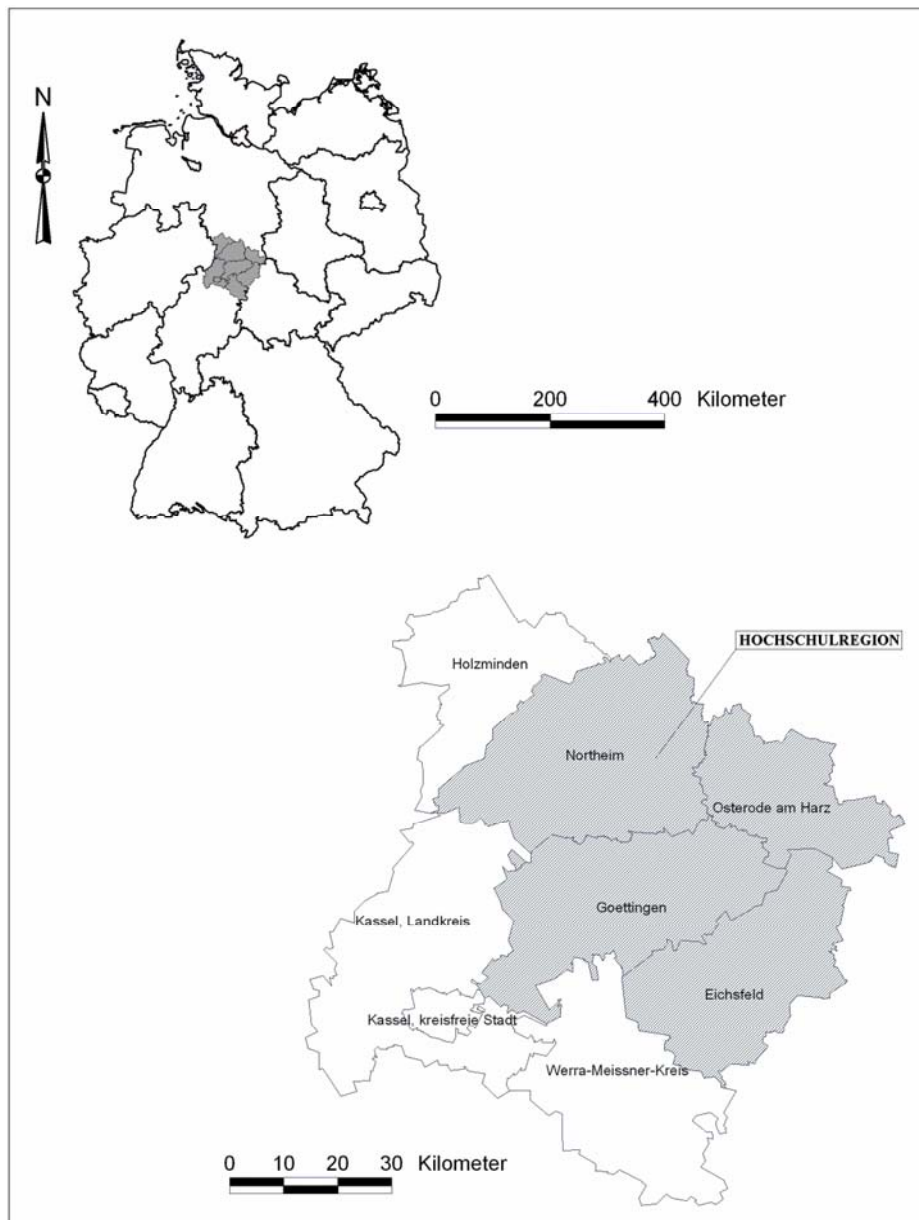 N
0 200 400 Kilometer
HOCHSCHULREGION
Holzminden
Northeim
Osterode am Harz
Goettingen
Kassel, Landkreis
Eichsfeld
Kassel, kreisfreie Stadt
Werra-Meissner-Kreis
0 10 20 30 Kilometer